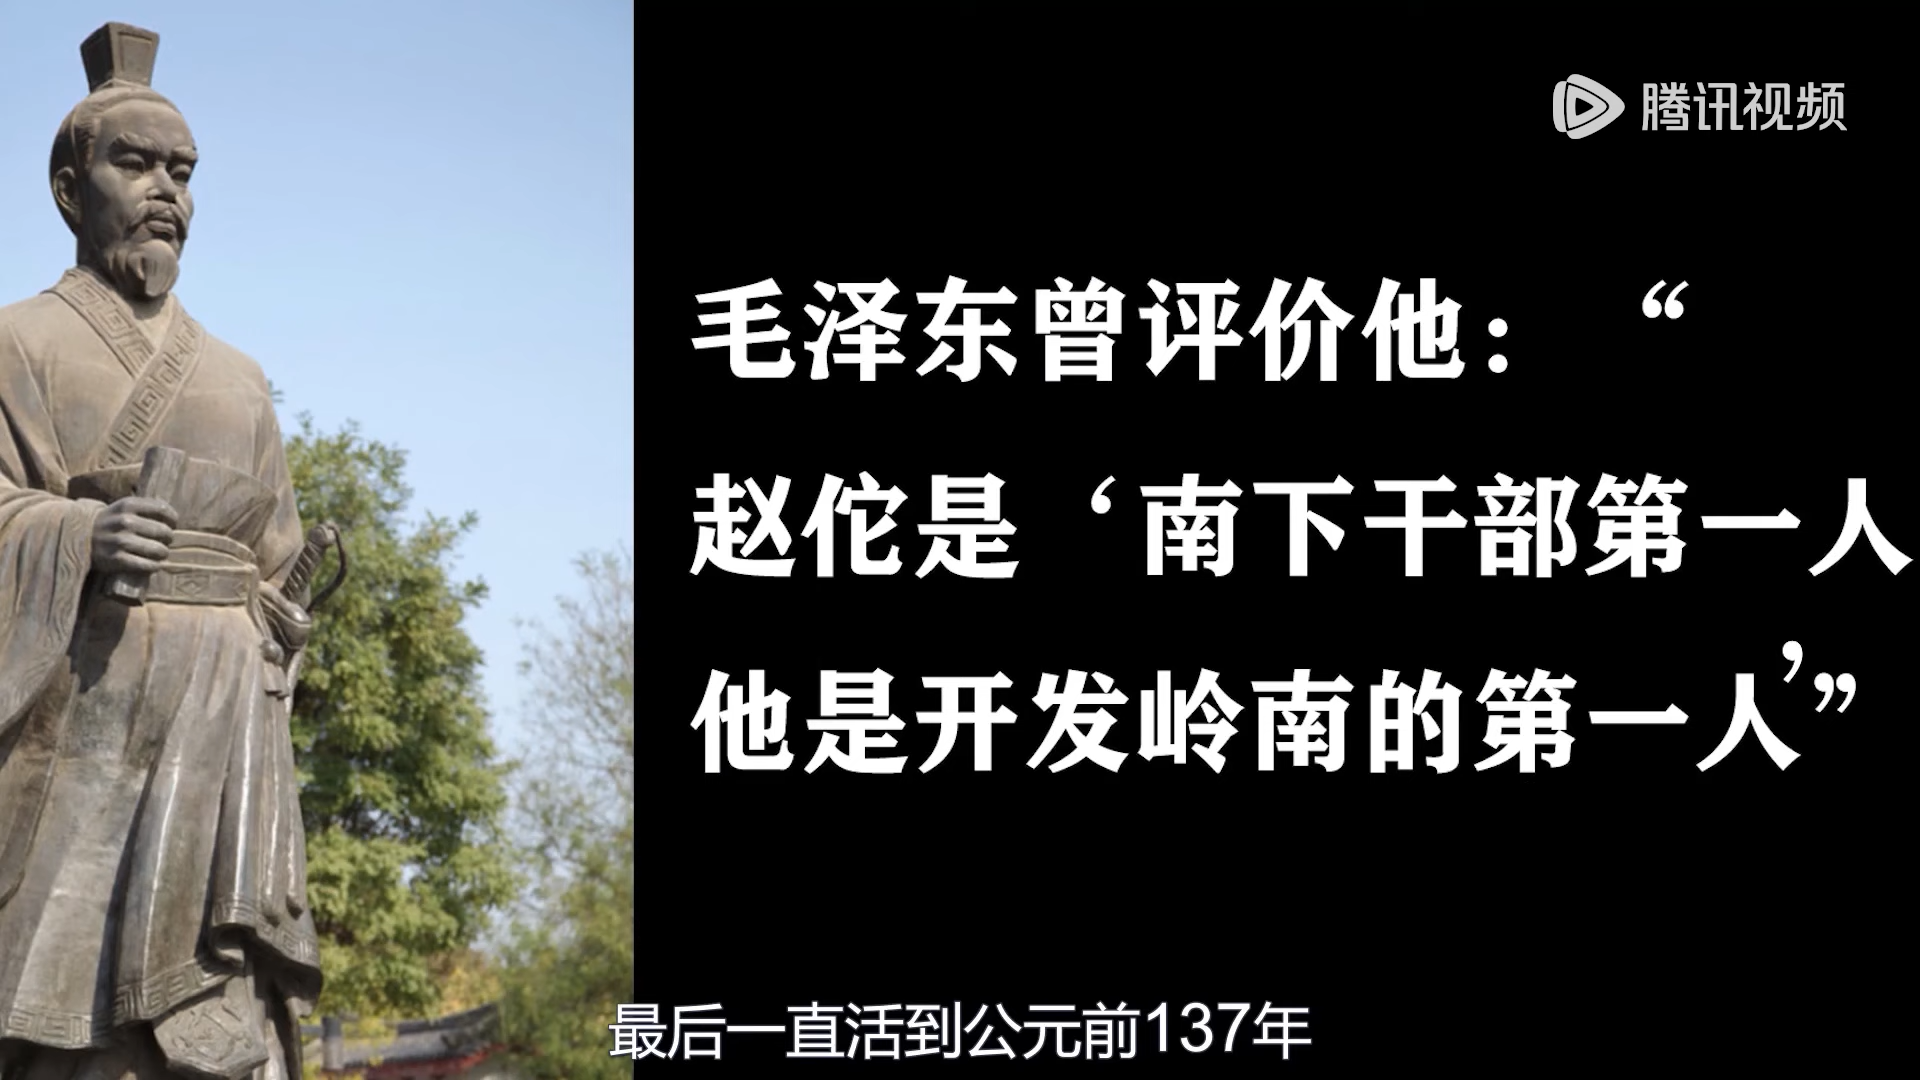 腾讯视频
毛泽东曾评价他：“
赵佗是‘南下干部第一人
他是开发岭南的第一人’”
最后一直活到公元前137年